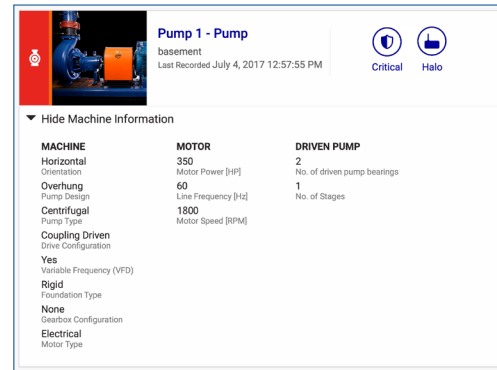 Pump 1 - Pump
basement
Last Recorded July 4, 2017 12:57:55 PM
Critical
Halo
Hide Machine Information
MACHINE
Horizontal
Orientation
Overhung
Pump Design
Centrifugal
Pump Type
Coupling Driven
Drive Configuration
Yes
Variable Frequency (VFD)
Rigid
Foundation Type
None
Gearbox Configuration
Electrical
Motor Type
MOTOR
350
Motor Power [HP]
60
Line Frequency [Hz]
1800
Motor Speed [RPM]
DRIVEN PUMP
2
No. of driven pump bearings
1
No. of Stages